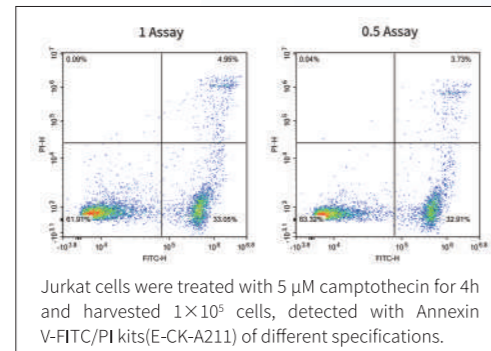 1 Assay
0.5 Assay
0.09%
4.95%
61.91%
33.05%
PI-H
FITC-H
0.04%
3.73%
63.32%
32.91%
PI-H
FITC-H
Jurkat cells were treated with 5 μM camptothecin for 4h
and harvested 1×10⁵ cells, detected with Annexin
V-FITC/PI kits(E-CK-A211) of different specifications.